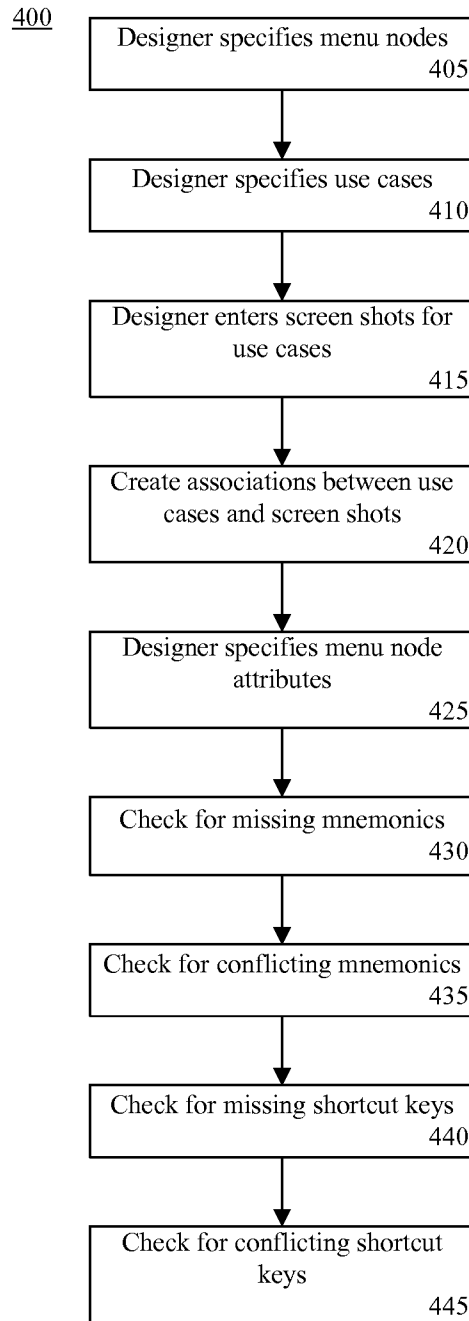 400
Designer specifies menu nodes
405
Designer specifies use cases
410
Designer enters screen shots for
use cases
415
Create associations between use
cases and screen shots
420
Designer specifies menu node
attributes
425
Check for missing mnemonics
430
Check for conflicting mnemonics
435
Check for missing shortcut keys
440
Check for conflicting shortcut
keys
445